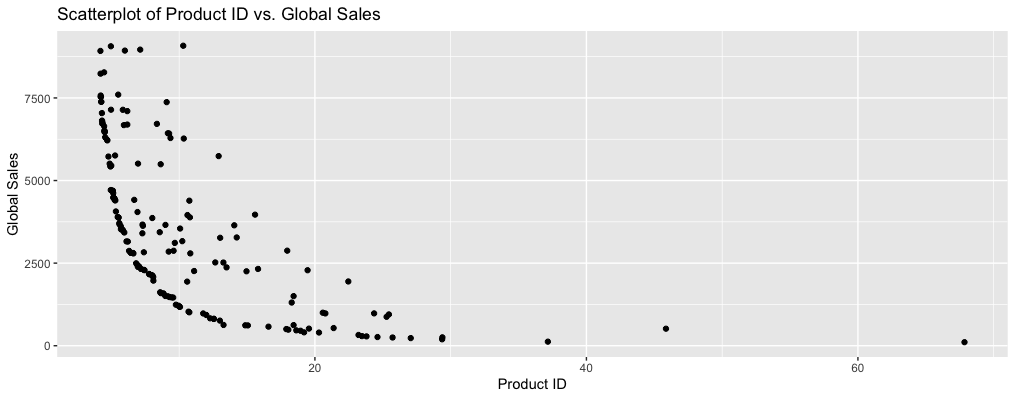 Scatterplot of Product ID vs. Global Sales
7500
5000
2500
0
Global Sales
20
40
60
Product ID